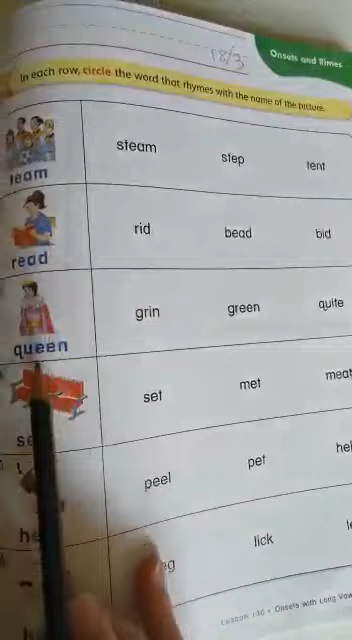 18/3
Onsets and Rimes
In each row, circle the word that rhymes with the name of the picture.
team steam step tent
read rid bead bid
queen grin green quite
set met meat
peel pet
lick
Lesson 130 • Onsets with Long Vow